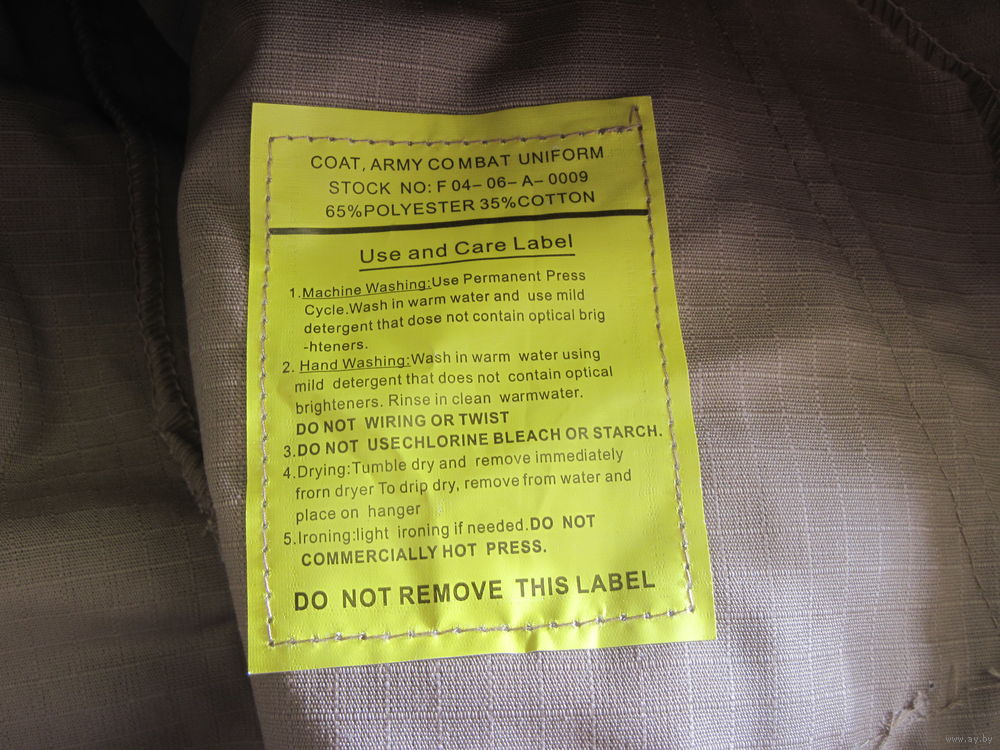 COAT, ARMY COMBAT UNIFORM
STOCK NO: F 04-06-A-0009
65%POLYESTER 35%COTTON
Use and Care Label
1.Machine Washing:Use Permanent Press
Cycle.Wash in warm water and use mild
detergent that dose not contain optical brig
-hteners.
2. Hand Washing:Wash in warm water using
mild detergent that does not contain optical
brighteners. Rinse in clean warmwater.
DO NOT WIRING OR TWIST
3.DO NOT USECHLORINE BLEACH OR STARCH.
4.Drying:Tumble dry and remove immediately
frorn dryer To drip dry, remove from water and
place on hanger
5.Ironing:light ironing if needed.DO NOT
COMMERCIALLY HOT PRESS.
DO NOT REMOVE THIS LABEL
www.ay.by